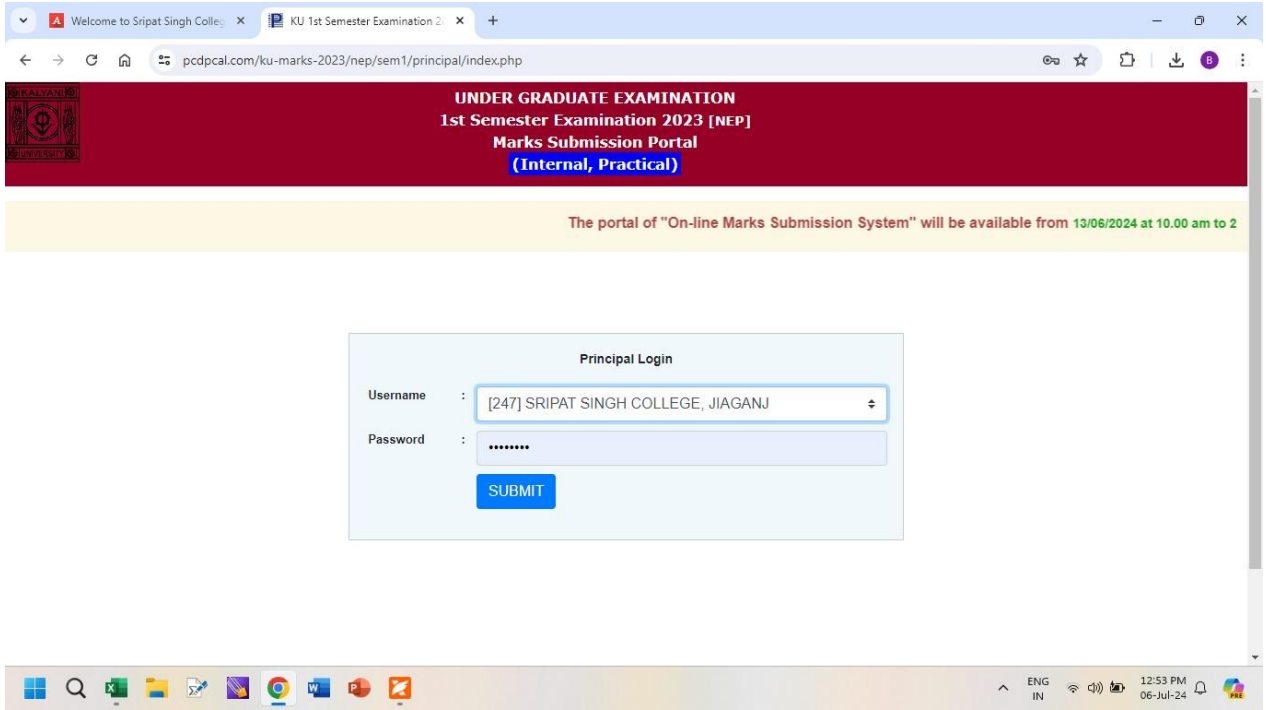 Welcome to Sripat Singh Colleg
KU 1st Semester Examination 2
pcdpcal.com/ku-marks-2023/nep/sem1/principal/index.php
B
KALYANI
UNIVERSITY
UNDER GRADUATE EXAMINATION
1st Semester Examination 2023 [NEP]
Marks Submission Portal
(Internal, Practical)
The portal of "On-line Marks Submission System" will be available from 13/06/2024 at 10.00 am to 2
Principal Login
Username : [247] SRIPAT SINGH COLLEGE, JIAGANJ
Password : ••••••••
SUBMIT
ENG
IN
12:53 PM
06-Jul-24
PRE